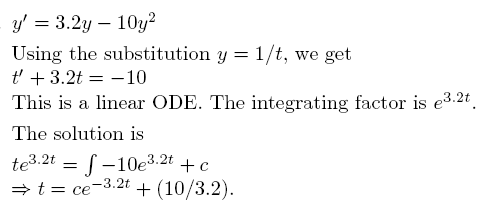 y′ = 3.2y − 10y²
Using the substitution y = 1/t, we get
t′ + 3.2t = −10
This is a linear ODE. The integrating factor is e^{3.2t}.
The solution is
te^{3.2t} = ∫ −10e^{3.2t} + c
⇒ t = ce^{−3.2t} + (10/3.2).